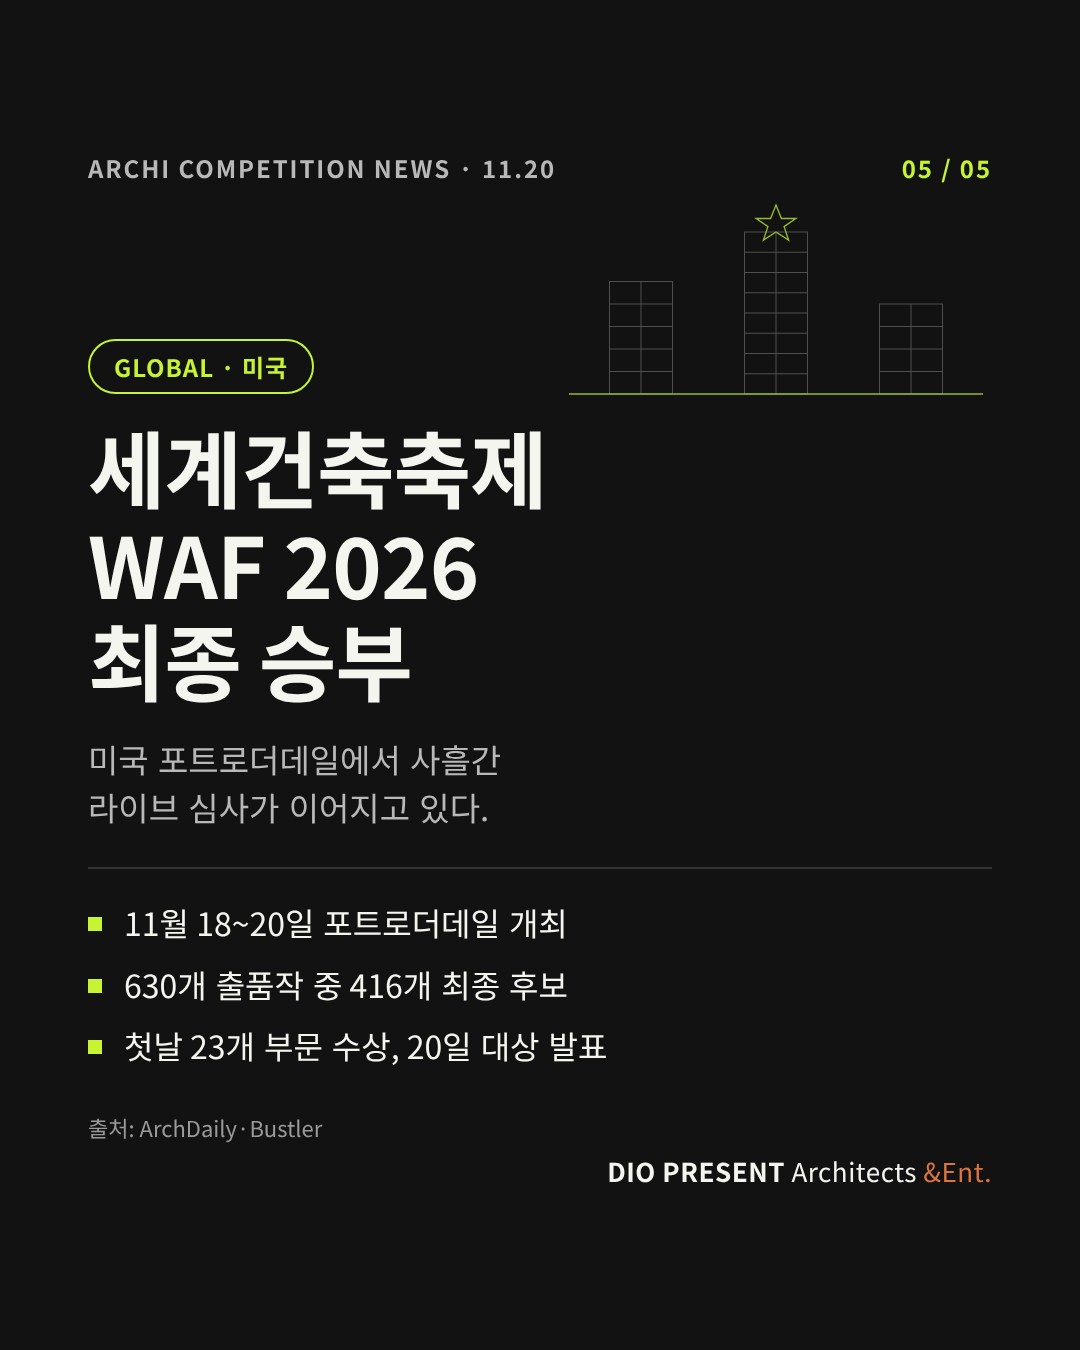 ARCHI COMPETITION NEWS · 11.20
05 / 05
GLOBAL · 미국
세계건축축제
WAF 2026
최종 승부
미국 포트로더데일에서 사흘간
라이브 심사가 이어지고 있다.
11월 18~20일 포트로더데일 개최
630개 출품작 중 416개 최종 후보
첫날 23개 부문 수상, 20일 대상 발표
출처: ArchDaily·Bustler
DIO PRESENT Architects &Ent.